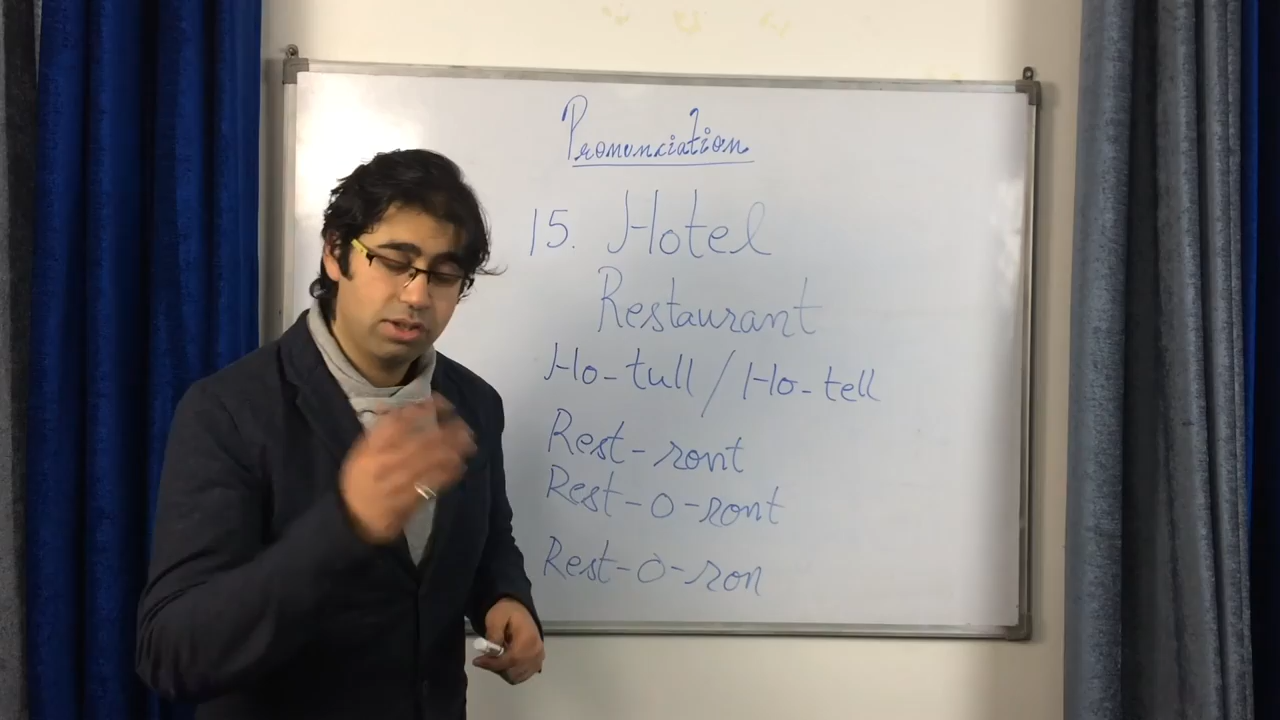 Pronunciation
15. Hotel
Restaurant
Ho-tull / Ho-tell
Rest-ront
Rest-o-ront
Rest-o-ron